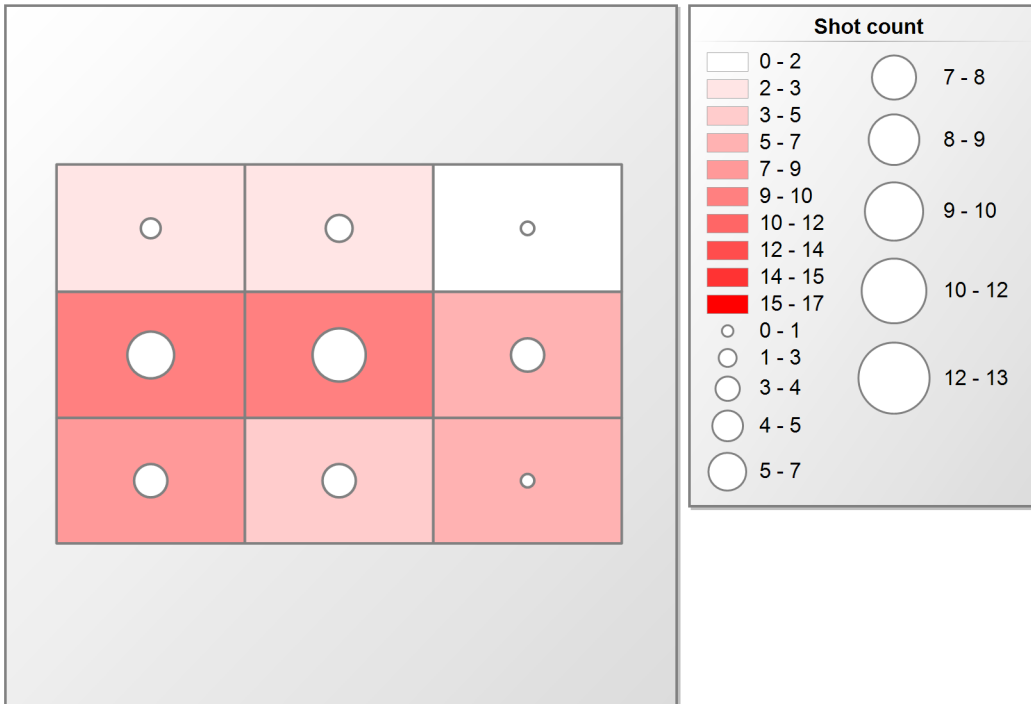 Shot count
0 - 2
2 - 3
3 - 5
5 - 7
7 - 9
9 - 10
10 - 12
12 - 14
14 - 15
15 - 17
0 - 1
1 - 3
3 - 4
4 - 5
5 - 7
7 - 8
8 - 9
9 - 10
10 - 12
12 - 13